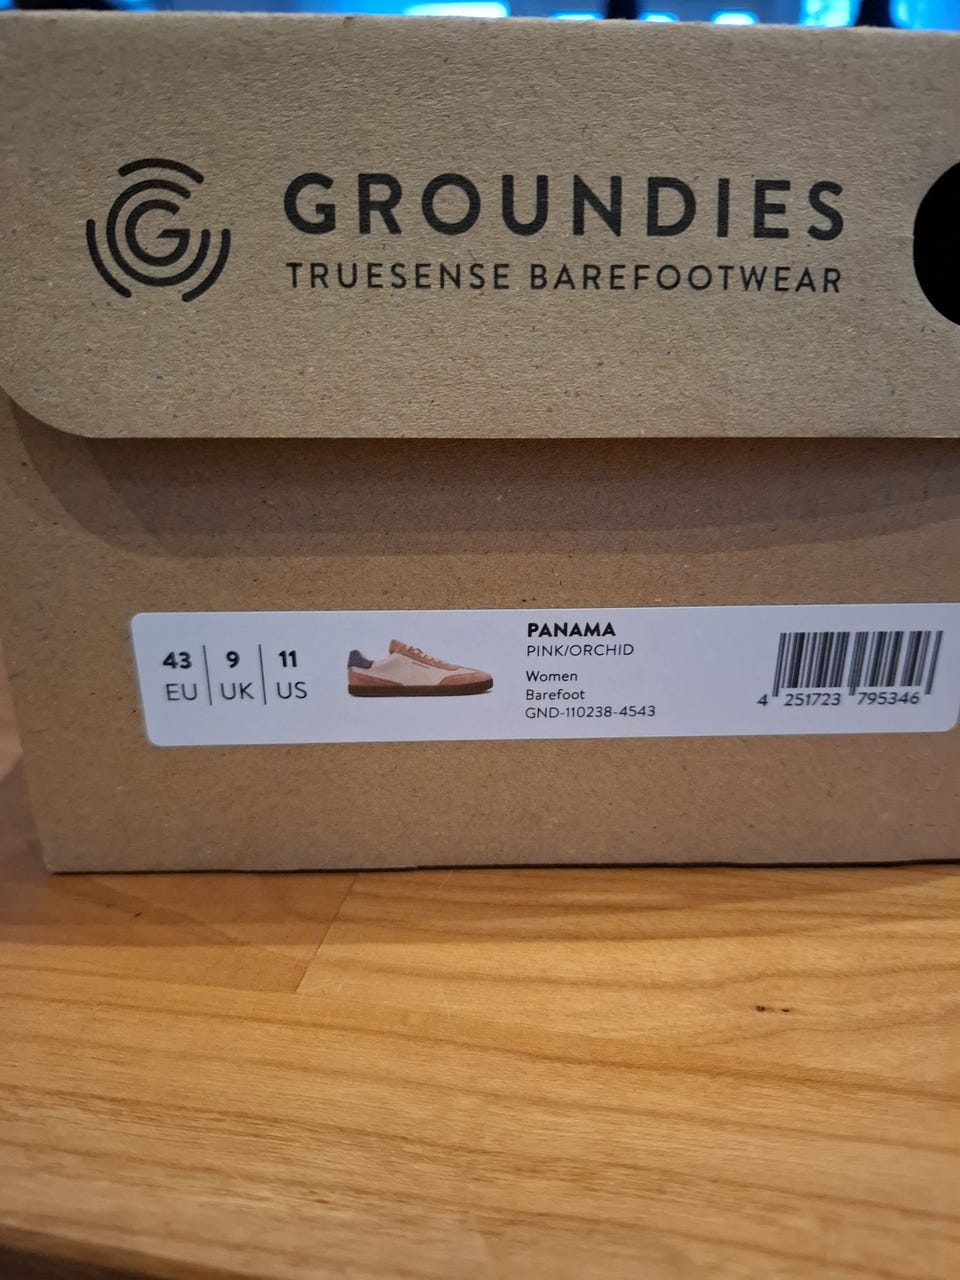 G
GROUNDIES
TRUESENSE BAREFOOTWEAR
43 EU | 9 UK | 11 US
PANAMA
PINK/ORCHID
Women
Barefoot
GND-110238-4543
4 251723 795346